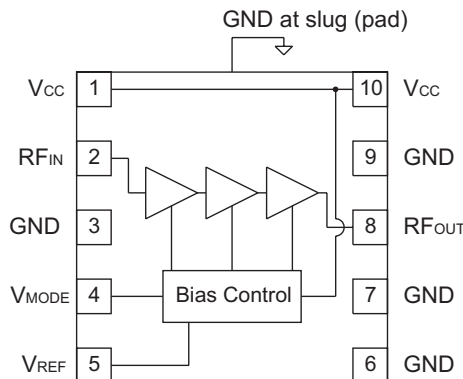 GND at slug (pad)
VCC 1 10 VCC
RFIN 2 9 GND
GND 3 8 RFOUT
VMODE 4 Bias Control 7 GND
VREF 5 6 GND